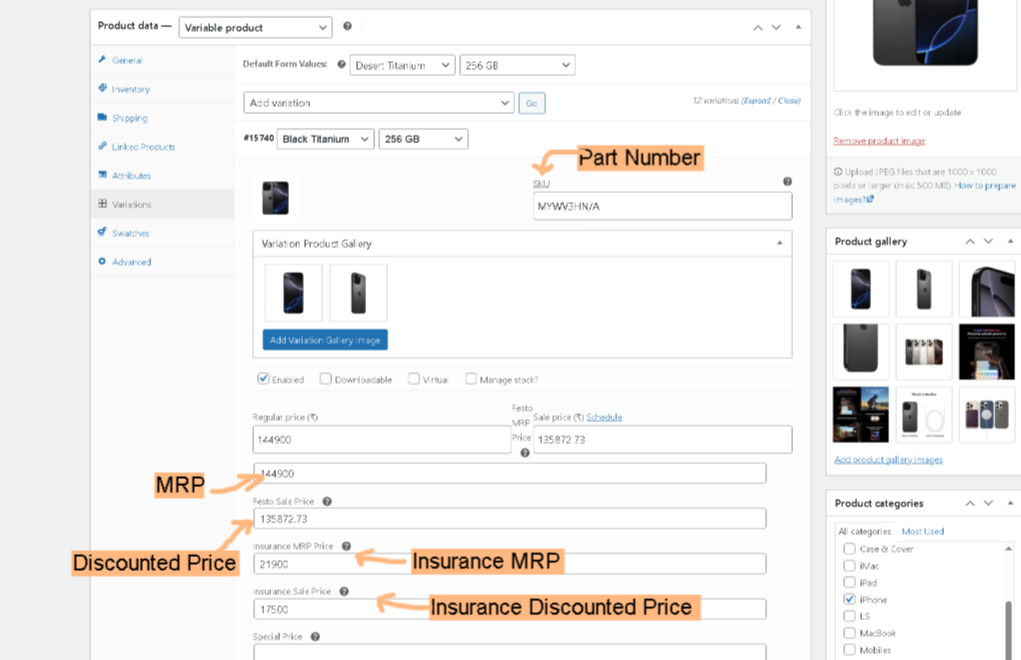 Product data — Variable product
General
Inventory
Shipping
Linked Products
Attributes
Variations
Swatches
Advanced
Default Form Values: Desert Titanium 256 GB
Add variation Go 12 variations (Expand / Close)
#15740 Black Titanium 256 GB
Part Number
SKU
MYWV3HN/A
Variation Product Gallery
Add Variation Gallery Image
Enabled Downloadable Virtual Manage stock?
Regular price (₹)
144900
Festo MRP Price
Sale price (₹) Schedule
135872.73
MRP
144900
Festo Sale Price
135872.73
Discounted Price
Insurance MRP Price
21900
Insurance MRP
Insurance Sale Price
17500
Insurance Discounted Price
Special Price
Click the image to edit or update
Remove product image
Upload JPEG files that are 1000 x 1000
pixels or larger (max. 500 MB). How to prepare
images?
Product gallery
Add product gallery images
Product categories
All categories Most Used
Case & Cover
iMac
iPad
iPhone
LS
MacBook
Mobiles